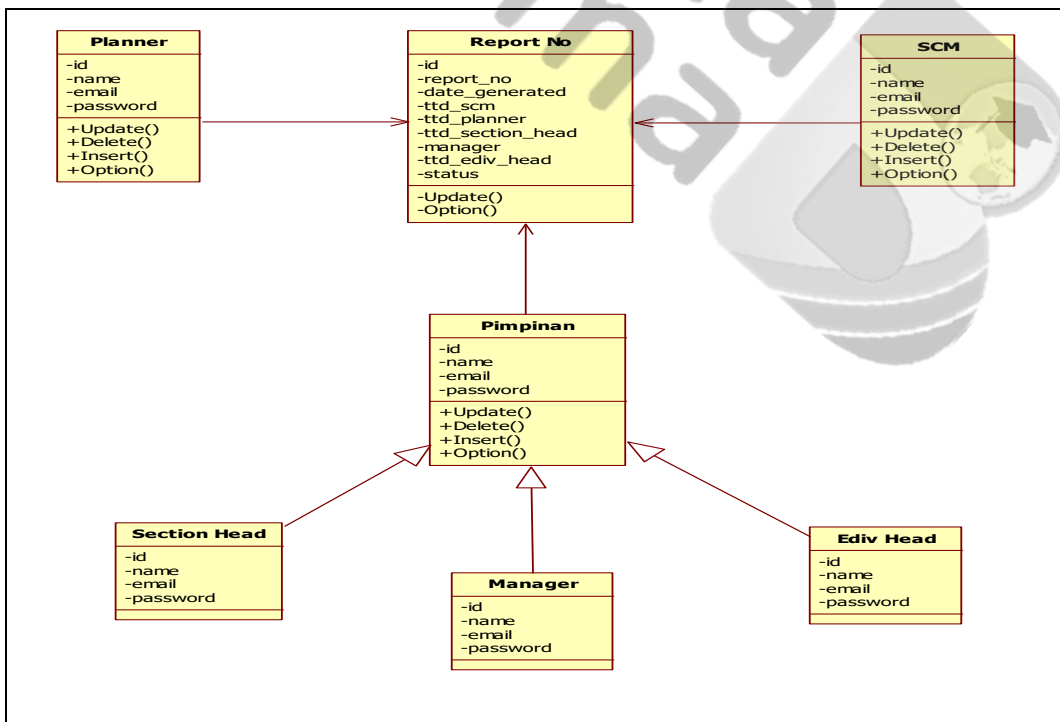 Planner
-id
-name
-email
-password
+Update()
+Delete()
+Insert()
+Option()
Report No
-id
-report_no
-date_generated
-ttd_scm
-ttd_planner
-ttd_section_head
-manager
-ttd_ediv_head
-status
-Update()
-Option()
SCM
-id
-name
-email
-password
+Update()
+Delete()
+Insert()
+Option()
Pimpinan
-id
-name
-email
-password
+Update()
+Delete()
+Insert()
+Option()
Section Head
-id
-name
-email
-password
Manager
-id
-name
-email
-password
Ediv Head
-id
-name
-email
-password